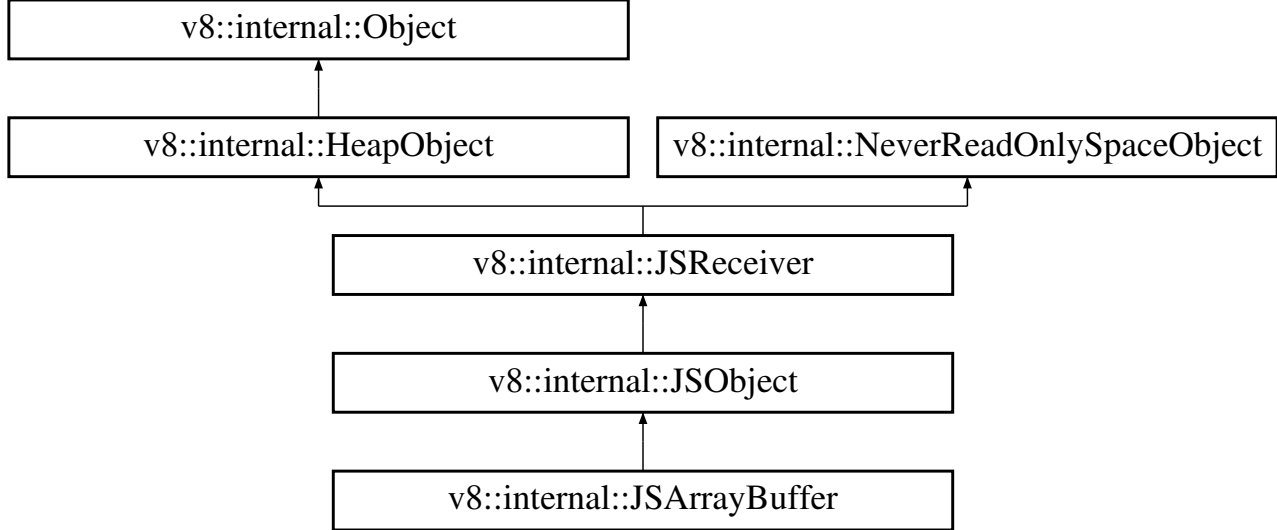 v8::internal::Object
v8::internal::HeapObject
v8::internal::NeverReadOnlySpaceObject
v8::internal::JSReceiver
v8::internal::JSObject
v8::internal::JSArrayBuffer